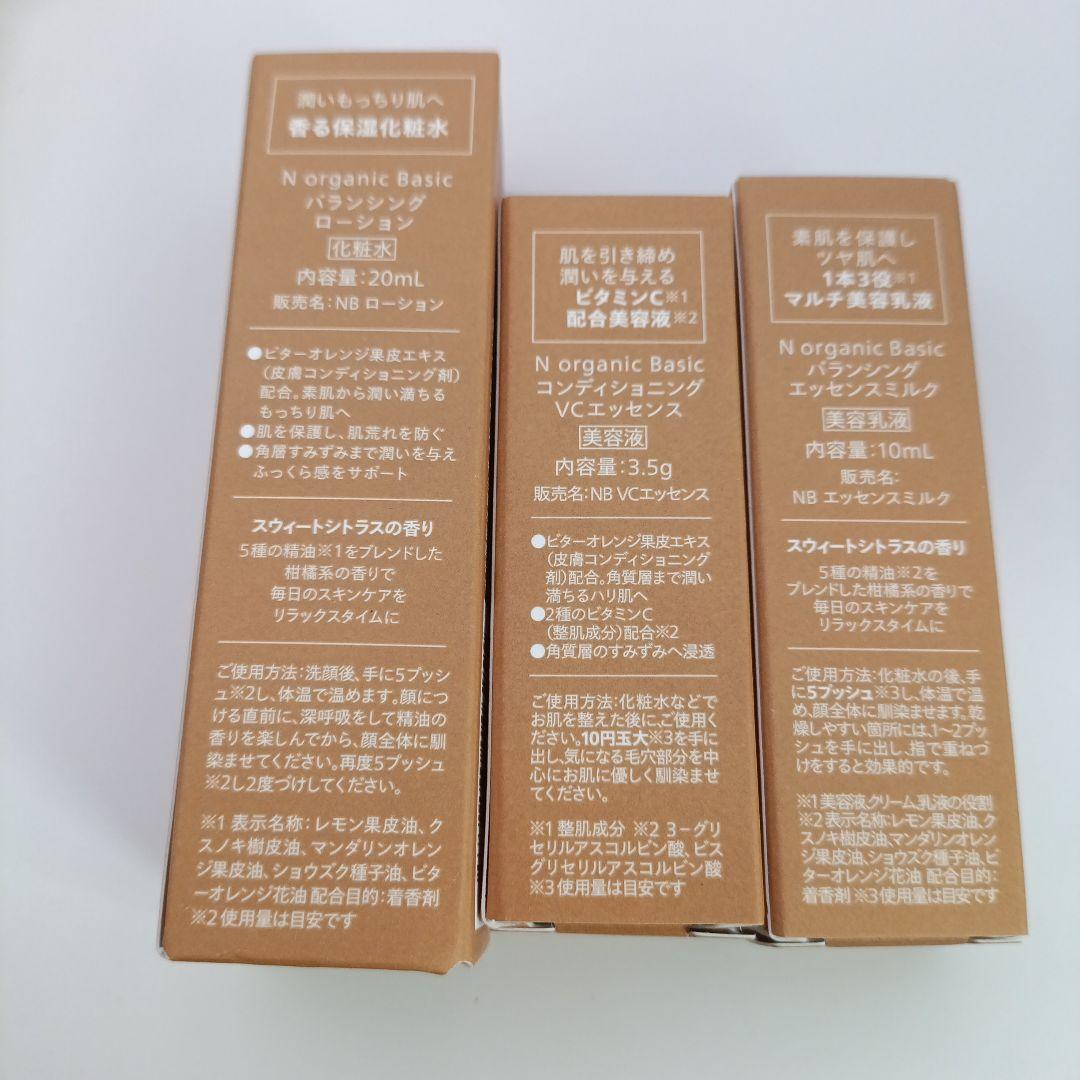 潤いもっちり肌へ
香る保湿化粧水
N organic Basic
バランシング
ローション
化粧水
内容量:20mL
販売名:NB ローション
●ビターオレンジ果皮エキス
(皮膚コンディショニング剤)
配合。素肌から潤い満ちる
もっちり肌へ
●肌を保護し、肌荒れを防ぐ
●角層すみずみまで潤いを与え
ふっくら感をサポート
スウィートシトラスの香り
5種の精油※1をブレンドした
柑橘系の香りで
毎日のスキンケアを
リラックスタイムに
ご使用方法:洗顔後、手に5プッシ
ュ※2し、体温で温めます。顔につ
ける直前に、深呼吸をして精油の
香りを楽しんでから、顔全体に馴
染ませてください。再度5プッシュ
※2し2度づけしてください。
※1 表示名称:レモン果皮油、ク
スノキ樹皮油、マンダリンオレン
ジ果皮油、ショウズク種子油、ビタ
ーオレンジ花油 配合目的:着香剤
※2 使用量は目安です
肌を引き締め
潤いを与える
ビタミンC※1
配合美容液※2
N organic Basic
コンディショニング
VCエッセンス
美容液
内容量:3.5g
販売名:NB VCエッセンス
●ビターオレンジ果皮エキス
(皮膚コンディショニング
剤)配合。角質層まで潤い
満ちるハリ肌へ
●2種のビタミンC
(整肌成分)配合※2
●角質層のすみずみへ浸透
ご使用方法:化粧水などで
お肌を整えた後に、ご使用く
ださい。10円玉大※3を手に
出し、気になる毛穴部分を中
心にお肌に優しく馴染ませ
てください。
※1 整肌成分 ※2 3-グリ
セリルアスコルビン酸、ビス
グリセリルアスコルビン酸
※3 使用量は目安です
素肌を保護し
ツヤ肌へ
1本3役※1
マルチ美容乳液
N organic Basic
バランシング
エッセンスミルク
美容乳液
内容量:10mL
販売名:
NB エッセンスミルク
スウィートシトラスの香り
5種の精油※2を
ブレンドした柑橘系の香りで
毎日のスキンケアを
リラックスタイムに
ご使用方法:化粧水の後、手
に5プッシュ※3し、体温で温
め、顔全体に馴染ませます。乾
燥しやすい箇所には、1~2プッ
シュを手に出し、指で重ねづ
けをすると効果的です。
※1 美容液、クリーム、乳液の役割
※2 表示名称:レモン果皮油、ク
スノキ樹皮油、マンダリンオレン
ジ果皮油、ショウズク種子油、ビ
ターオレンジ花油 配合目的:
着香剤 ※3 使用量は目安です